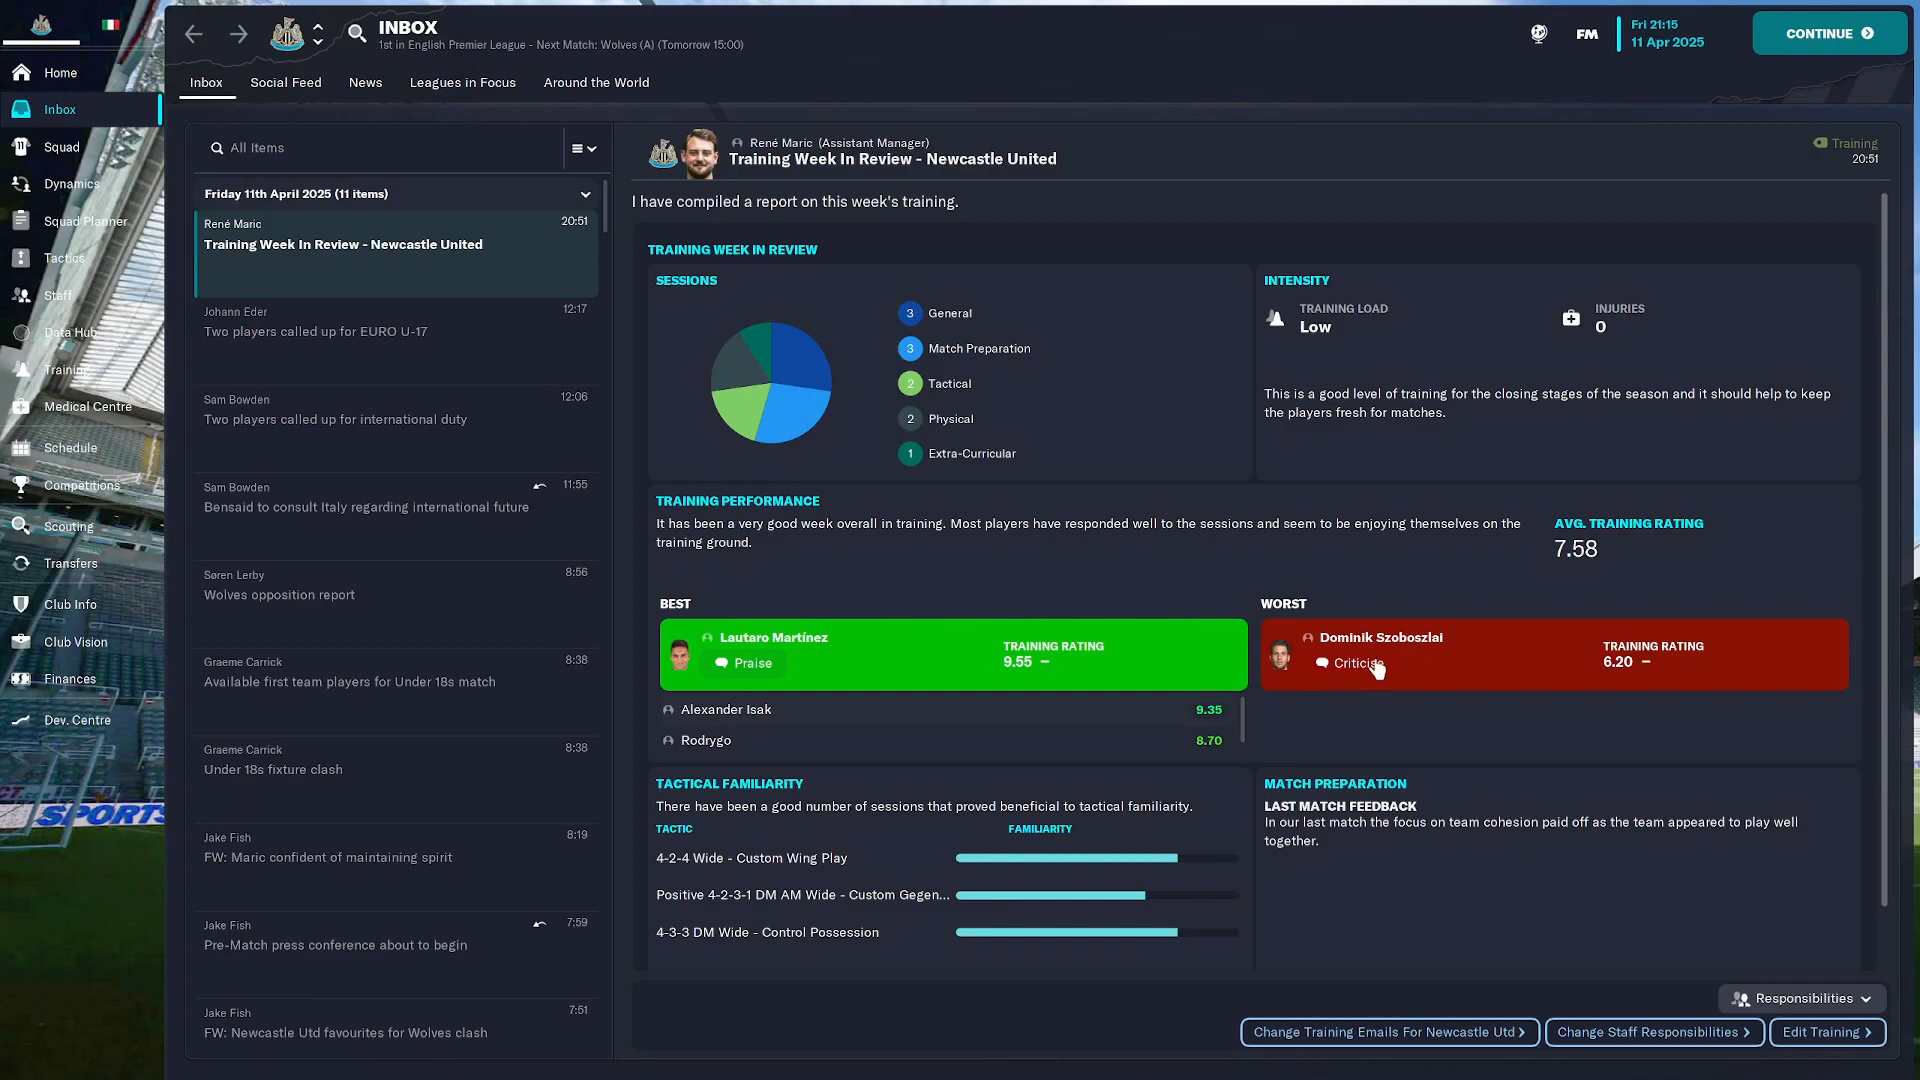 INBOX
1st in English Premier League - Next Match: Wolves (A) (Tomorrow 15:00)
FM
Fri 21:15
11 Apr 2025
CONTINUE
Inbox
Social Feed
News
Leagues in Focus
Around the World
Home
Inbox
Squad
Dynamics
Squad Planner
Tactics
Staff
Data Hub
Training
Medical Centre
Schedule
Competitions
Scouting
Transfers
Club Info
Club Vision
Finances
Dev. Centre
SPORTS
All Items
Friday 11th April 2025 (11 items)
René Maric 20:51
Training Week In Review - Newcastle United
Johann Eder 12:17
Two players called up for EURO U-17
Sam Bowden 12:06
Two players called up for international duty
Sam Bowden 11:55
Bensaid to consult Italy regarding international future
Søren Lerby 8:56
Wolves opposition report
Graeme Carrick 8:38
Available first team players for Under 18s match
Graeme Carrick 8:38
Under 18s fixture clash
Jake Fish 8:19
FW: Maric confident of maintaining spirit
Jake Fish 7:59
Pre-Match press conference about to begin
Jake Fish 7:51
FW: Newcastle Utd favourites for Wolves clash
René Maric (Assistant Manager)
Training Week In Review - Newcastle United
Training
20:51
I have compiled a report on this week's training.
TRAINING WEEK IN REVIEW
SESSIONS
3 General
3 Match Preparation
2 Tactical
2 Physical
1 Extra-Curricular
INTENSITY
TRAINING LOAD
Low
INJURIES
0
This is a good level of training for the closing stages of the season and it should help to keep
the players fresh for matches.
TRAINING PERFORMANCE
It has been a very good week overall in training. Most players have responded well to the sessions and seem to be enjoying themselves on the
training ground.
AVG. TRAINING RATING
7.58
BEST
Lautaro Martínez
Praise
TRAINING RATING
9.55 –
Alexander Isak 9.35
Rodrygo 8.70
WORST
Dominik Szoboszlai
Criticise
TRAINING RATING
6.20 –
TACTICAL FAMILIARITY
There have been a good number of sessions that proved beneficial to tactical familiarity.
TACTIC FAMILIARITY
4-2-4 Wide - Custom Wing Play
Positive 4-2-3-1 DM AM Wide - Custom Gegen...
4-3-3 DM Wide - Control Possession
MATCH PREPARATION
LAST MATCH FEEDBACK
In our last match the focus on team cohesion paid off as the team appeared to play well
together.
Responsibilities
Change Training Emails For Newcastle Utd >
Change Staff Responsibilities >
Edit Training >